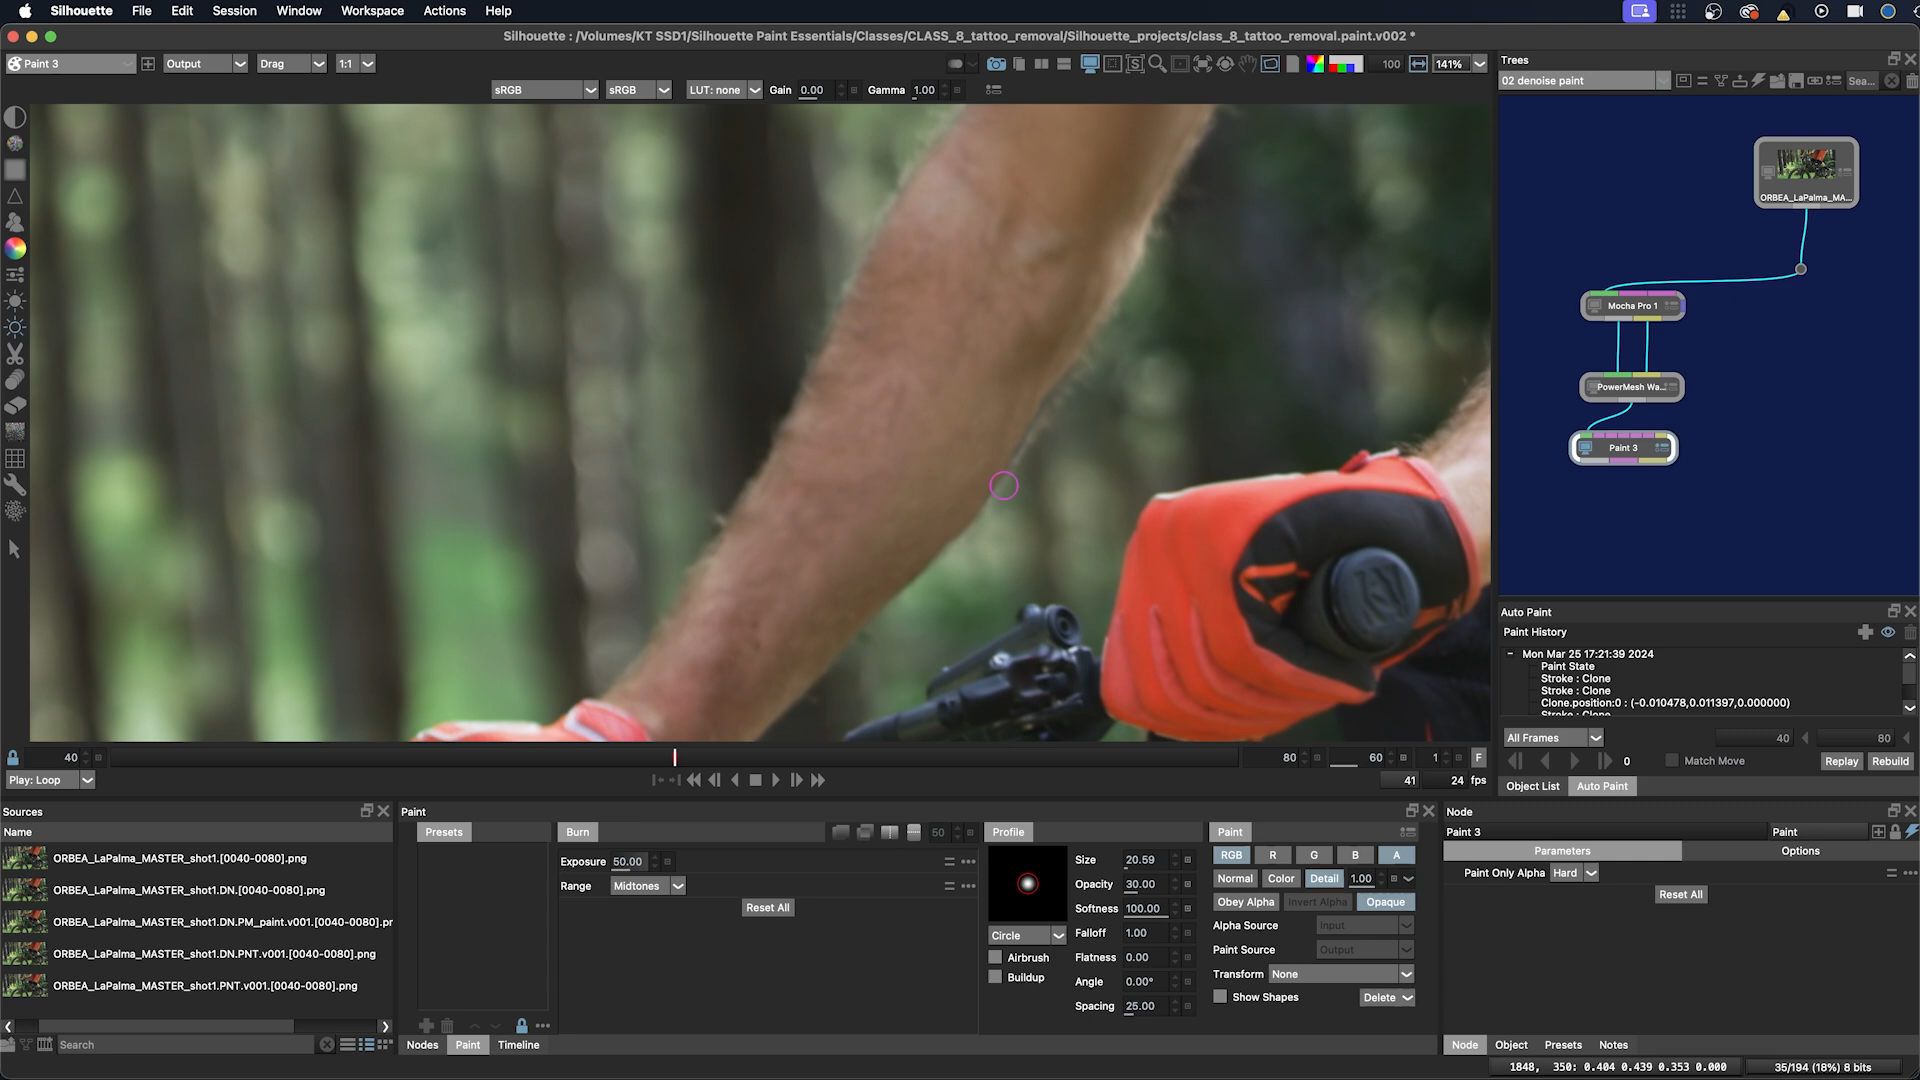 Silhouette File Edit Session Window Workspace Actions Help
Silhouette : /Volumes/KT SSD1/Silhouette Paint Essentials/Classes/CLASS_8_tattoo_removal/Silhouette_projects/class_8_tattoo_removal.paint.v002 *
Paint 3 Output Drag 1:1 100 141%
sRGB sRGB LUT: none Gain 0.00 Gamma 1.00
Trees
02 denoise paint Sea...
ORBEA_LaPalma_MA...
Mocha Pro 1
PowerMesh Wa...
Paint 3
Auto Paint
Paint History
Mon Mar 25 17:21:39 2024
Paint State
Stroke : Clone
Stroke : Clone
Clone.position:0 : (-0.010478,0.011397,0.000000)
Stroke : Clone
All Frames 40 80
0 Match Move Replay Rebuild
Object List Auto Paint
40 80 60 1 F
Play: Loop 41 24 fps
Sources
Name
ORBEA_LaPalma_MASTER_shot1.[0040-0080].png
ORBEA_LaPalma_MASTER_shot1.DN.[0040-0080].png
ORBEA_LaPalma_MASTER_shot1.DN.PM_paint.v001.[0040-0080].pr
ORBEA_LaPalma_MASTER_shot1.DN.PNT.v001.[0040-0080].png
ORBEA_LaPalma_MASTER_shot1.PNT.v001.[0040-0080].png
Search
Paint
Presets
Burn 50
Exposure 50.00
Range Midtones
Reset All
Nodes Paint Timeline
Profile
Circle
Airbrush
Buildup
Size 20.59
Opacity 30.00
Softness 100.00
Falloff 1.00
Flatness 0.00
Angle 0.00°
Spacing 25.00
Paint
RGB R G B A
Normal Color Detail 1.00
Obey Alpha Invert Alpha Opaque
Alpha Source Input
Paint Source Output
Transform None
Show Shapes Delete
Node
Paint 3 Paint
Parameters Options
Paint Only Alpha Hard
Reset All
Node Object Presets Notes
1848, 350: 0.404 0.439 0.353 0.000 35/194 (18%) 8 bits